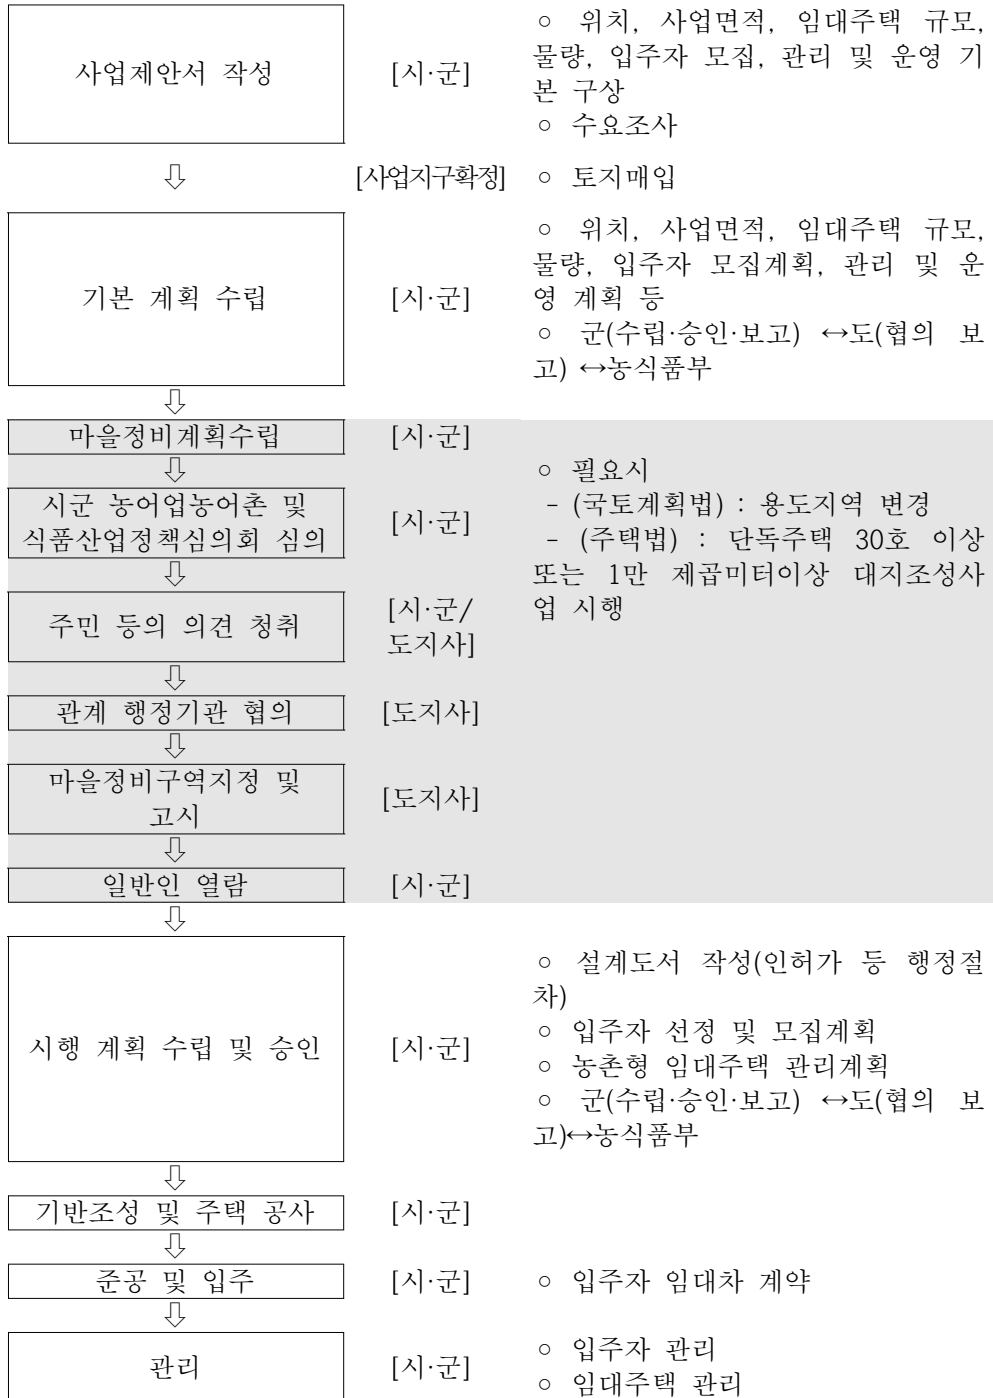 사업제안서 작성
[시·군]
○ 위치, 사업면적, 임대주택 규모,
물량, 입주자 모집, 관리 및 운영 기
본 구상
○ 수요조사
⇩
[사업지구확정]
○ 토지매입
기본 계획 수립
[시·군]
○ 위치, 사업면적, 임대주택 규모,
물량, 입주자 모집계획, 관리 및 운
영 계획 등
○ 군(수립·승인·보고) ↔도(협의 보
고) ↔농식품부
⇩
마을정비계획수립
[시·군]
⇩
시군 농어업농어촌 및
식품산업정책심의회 심의
[시·군]
○ 필요시
- (국토계획법) : 용도지역 변경
- (주택법) : 단독주택 30호 이상
또는 1만 제곱미터이상 대지조성사
업 시행
⇩
주민 등의 의견 청취
[시·군/
도지사]
⇩
관계 행정기관 협의
[도지사]
⇩
마을정비구역지정 및
고시
[도지사]
⇩
일반인 열람
[시·군]
⇩
시행 계획 수립 및 승인
[시·군]
○ 설계도서 작성(인허가 등 행정절
차)
○ 입주자 선정 및 모집계획
○ 농촌형 임대주택 관리계획
○ 군(수립·승인·보고) ↔도(협의 보
고)↔농식품부
⇩
기반조성 및 주택 공사
[시·군]
⇩
준공 및 입주
[시·군]
○ 입주자 임대차 계약
⇩
관리
[시·군]
○ 입주자 관리
○ 임대주택 관리